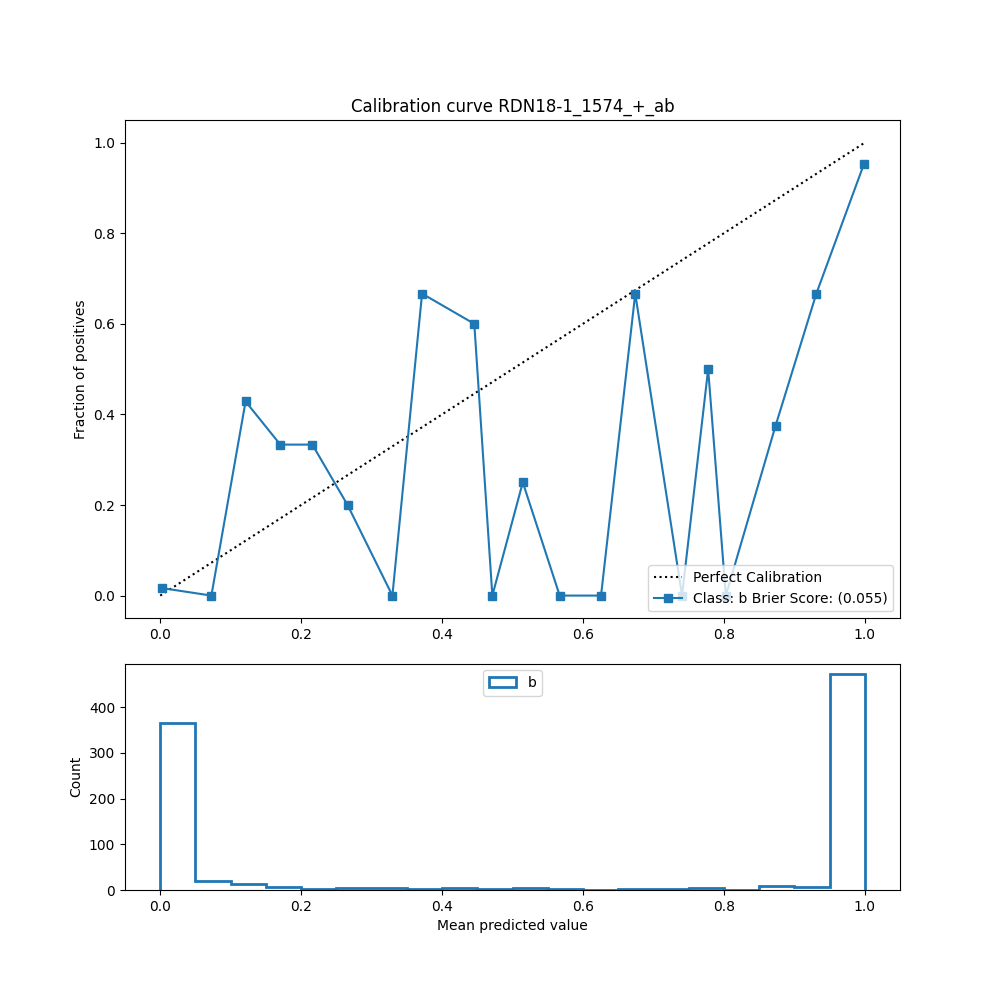 Calibration curve RDN18-1_1574_+_ab
1.0
0.8
0.6
0.4
0.2
0.0
Fraction of positives
Perfect Calibration
Class: b Brier Score: (0.055)
0.0 0.2 0.4 0.6 0.8 1.0
b
400
300
200
100
0
Count
0.0 0.2 0.4 0.6 0.8 1.0
Mean predicted value